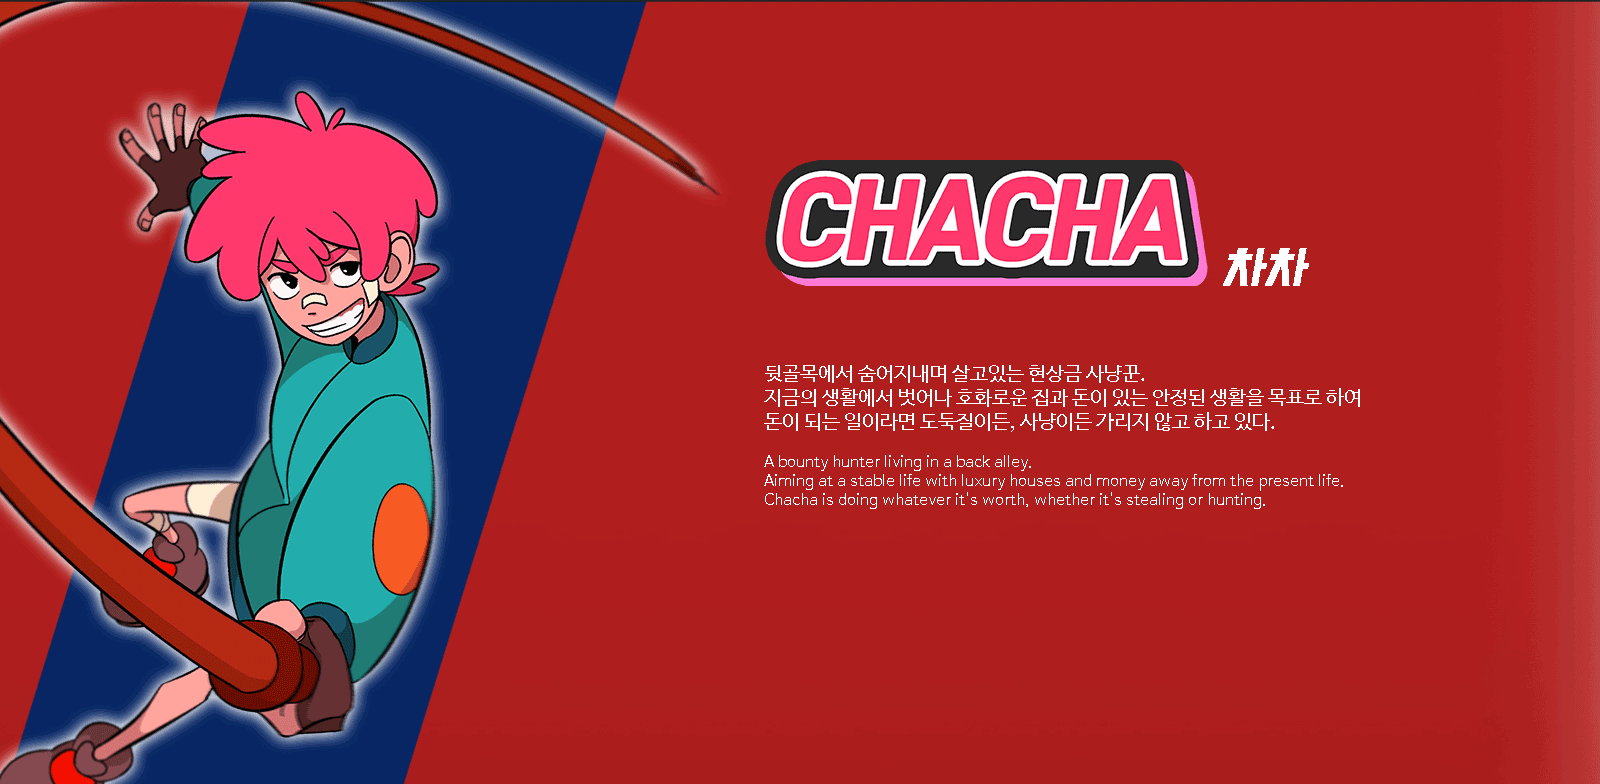 CHACHA
차차
뒷골목에서 숨어지내며 살고있는 현상금 사냥꾼.
지금의 생활에서 벗어나 호화로운 집과 돈이 있는 안정된 생활을 목표로 하여
돈이 되는 일이라면 도둑질이든, 사냥이든 가리지 않고 하고 있다.
A bounty hunter living in a back alley.
Aiming at a stable life with luxury houses and money away from the present life.
Chacha is doing whatever it's worth, whether it's stealing or hunting.